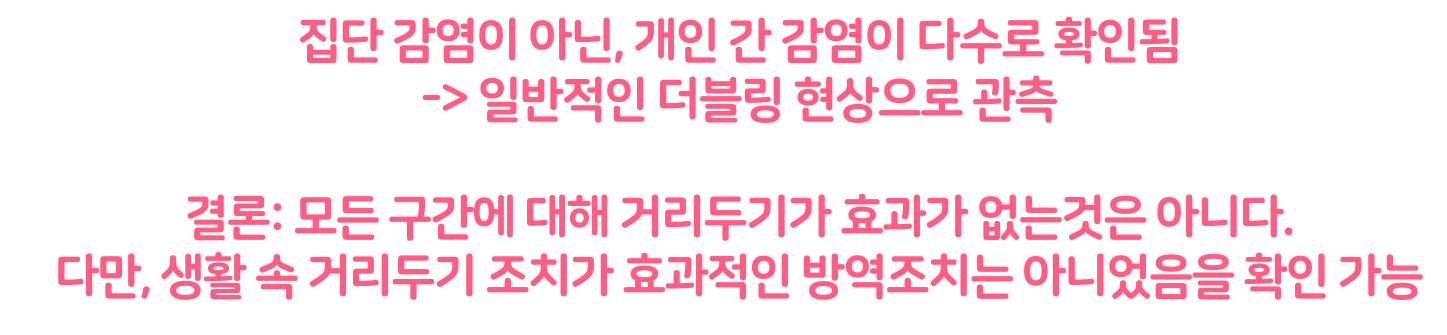 집단 감염이 아닌, 개인 간 감염이 다수로 확인됨
-> 일반적인 더블링 현상으로 관측
결론: 모든 구간에 대해 거리두기가 효과가 없는것은 아니다.
다만, 생활 속 거리두기 조치가 효과적인 방역조치는 아니었음을 확인 가능